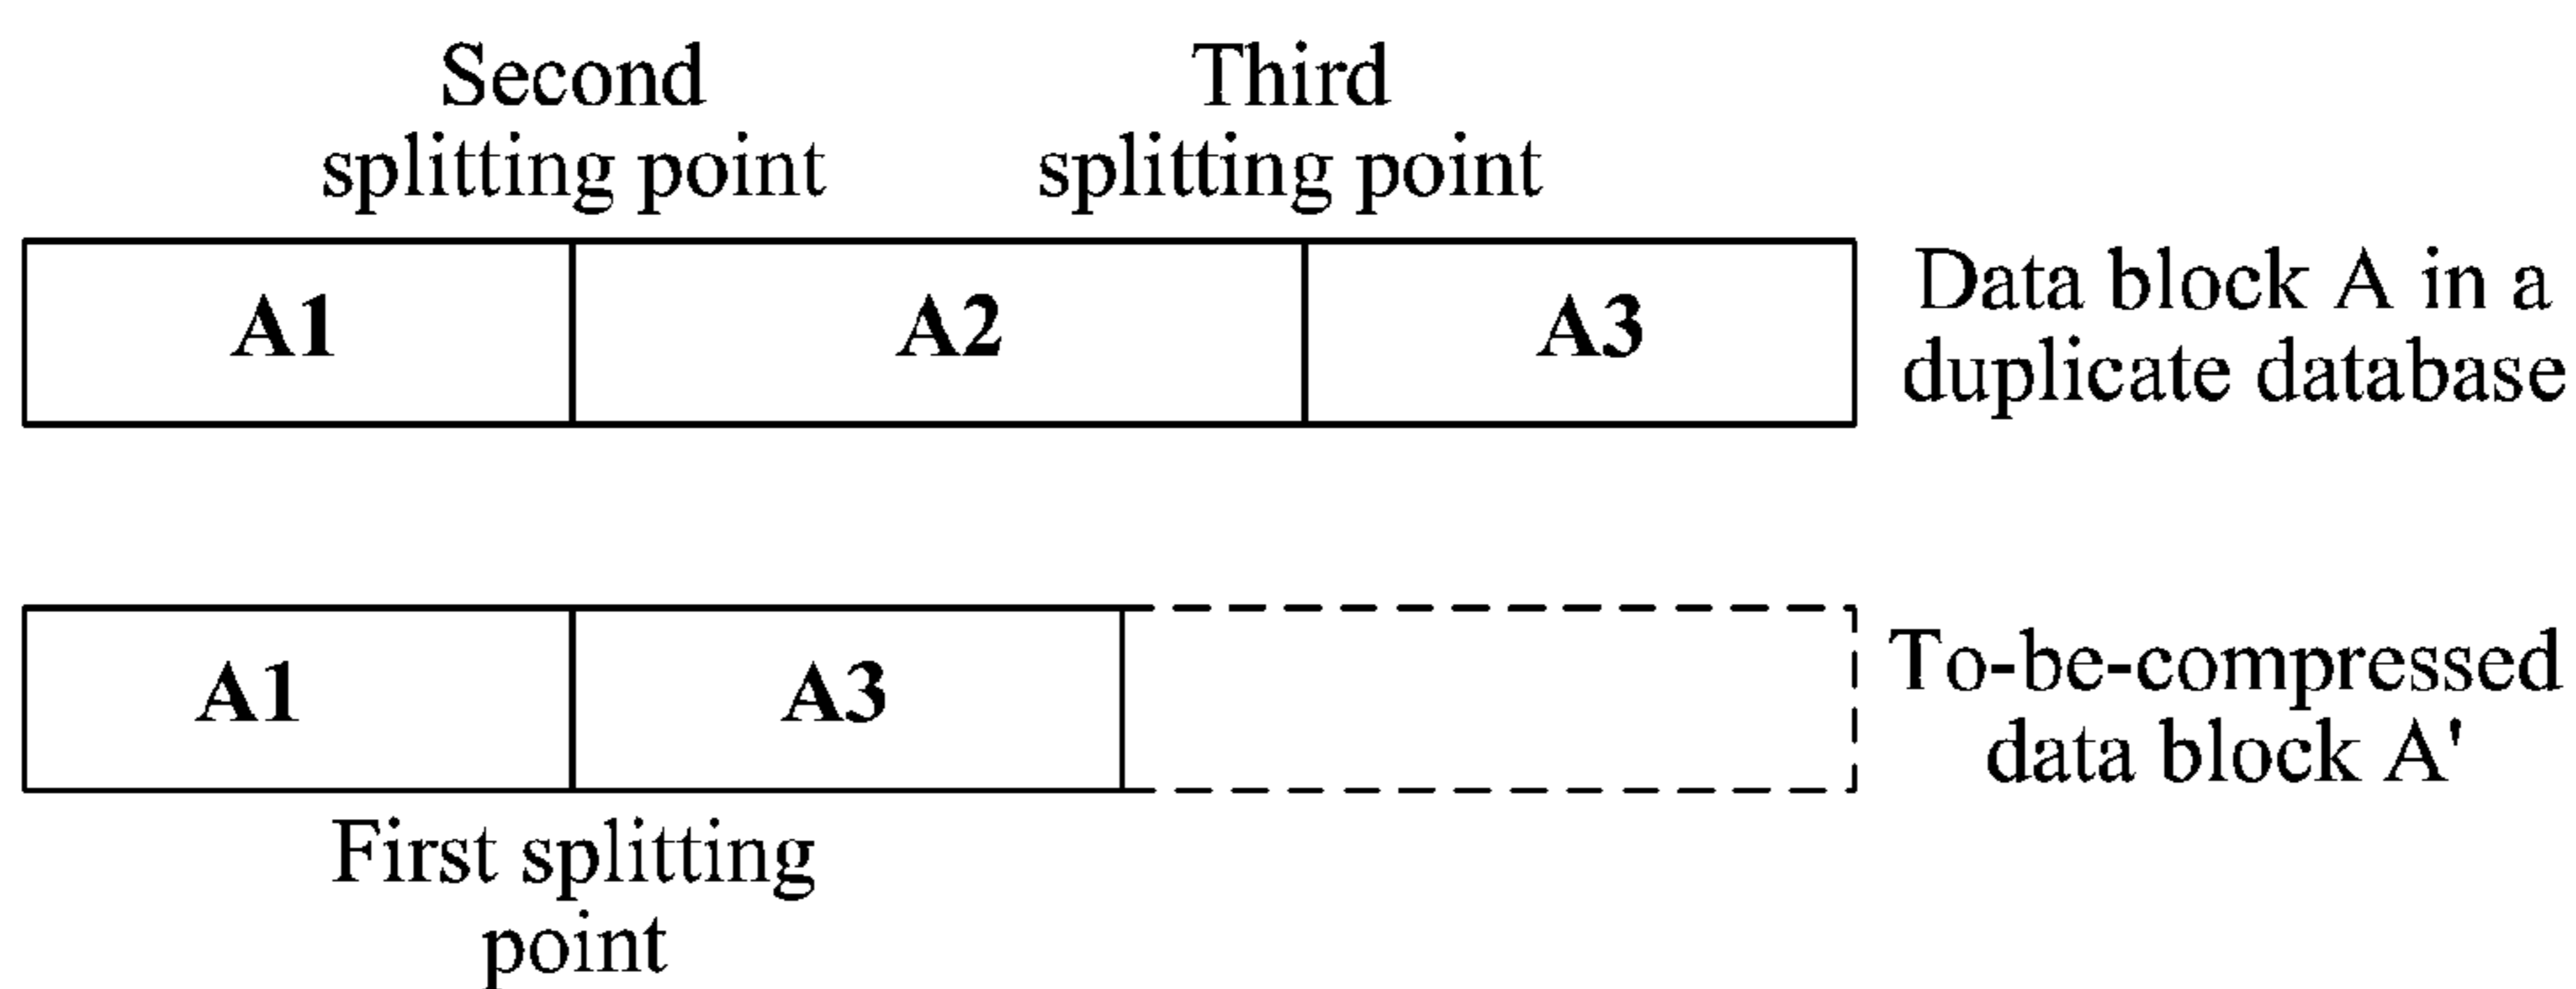 Second
splitting point
Third
splitting point
A1
A2
A3
Data block A in a
duplicate database
A1
A3
To-be-compressed
data block A'
First splitting
point